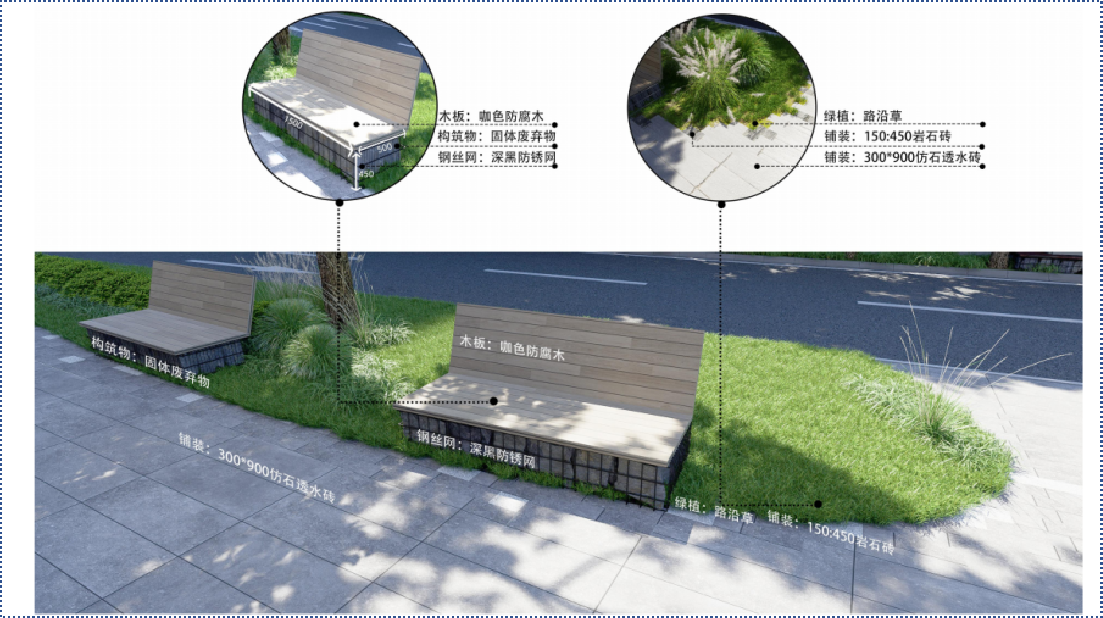 木板：咖色防腐木
构筑物：固体废弃物
钢丝网：深黑防锈网
1,500
500
450
绿植：路沿草
铺装：150:450岩石砖
铺装：300*900仿石透水砖
木板：咖色防腐木
构筑物：固体废弃物
钢丝网：深黑防锈网
铺装：300*900仿石透水砖
绿植：路沿草 铺装：150:450岩石砖